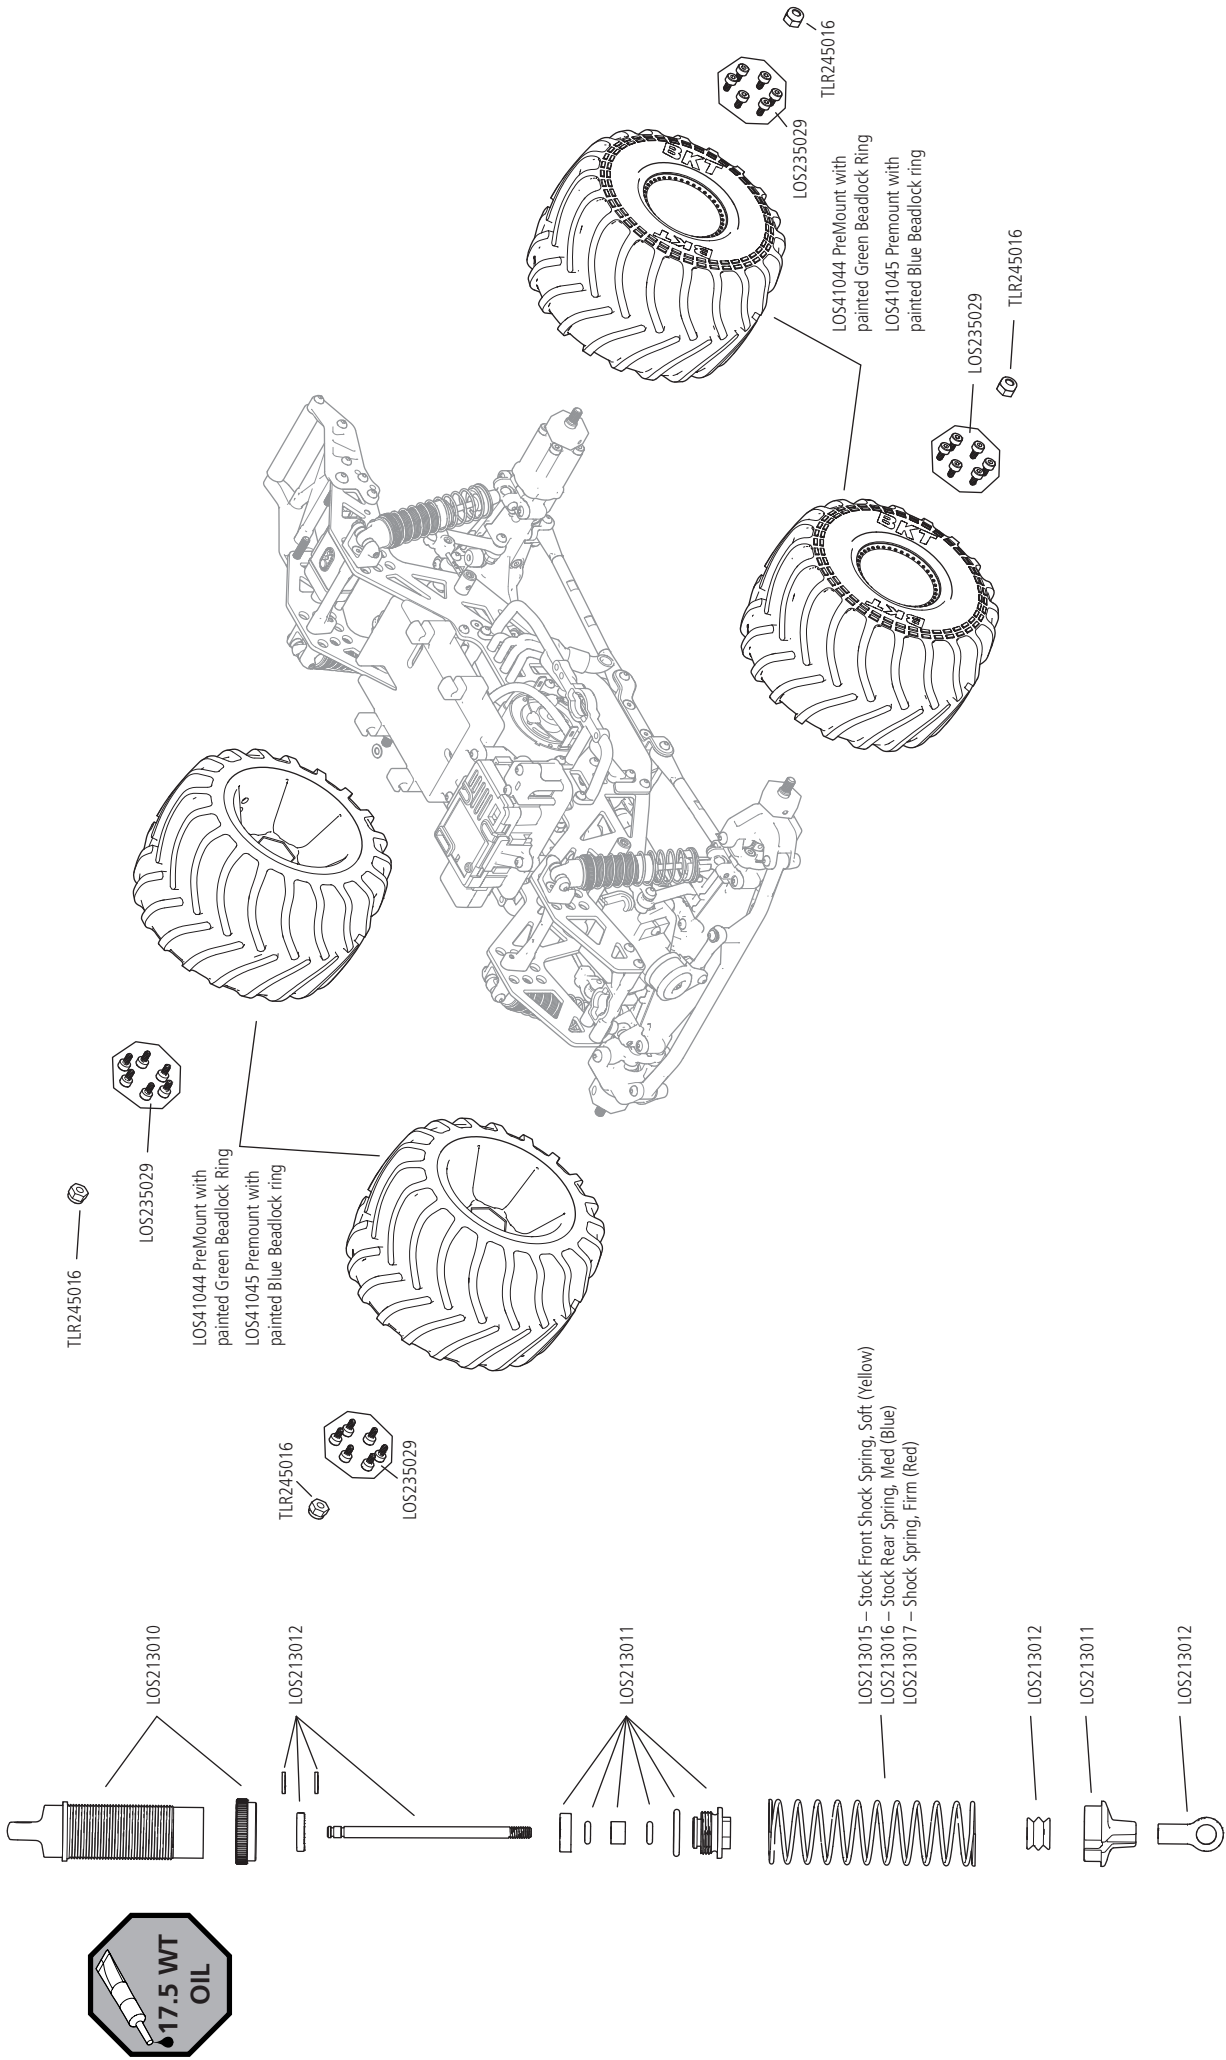 17.5 WT
OIL
LOS213010
LOS213012
LOS213011
LOS213015 – Stock Front Shock Spring, Soft (Yellow)
LOS213016 – Stock Rear Spring, Med (Blue)
LOS213017 – Shock Spring, Firm (Red)
LOS213012
LOS213011
LOS213012
TLR245016
LOS235029
TLR245016
LOS235029
LOS41044 PreMount with
painted Green Beadlock Ring
LOS41045 Premount with
painted Blue Beadlock ring
BKT
BKT
BKT
BKT
LOS41044 PreMount with
painted Green Beadlock Ring
LOS41045 Premount with
painted Blue Beadlock ring
LOS235029
TLR245016
LOS235029
TLR245016